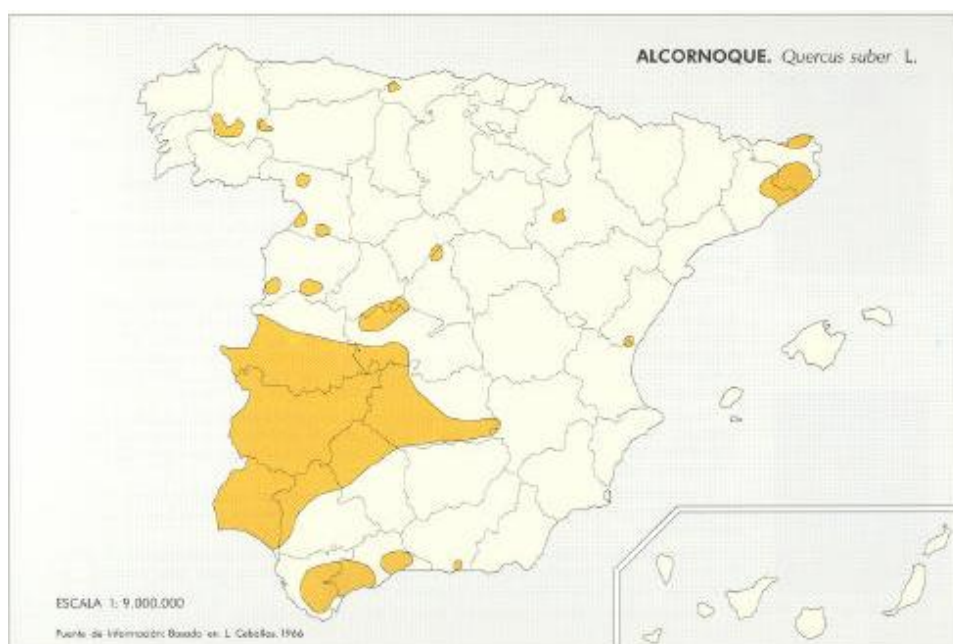 ALCORNOQUE. Quercus suber L.
ESCALA 1: 9.000.000
Fuente de Información: Basado en: L. Ceballos, 1966